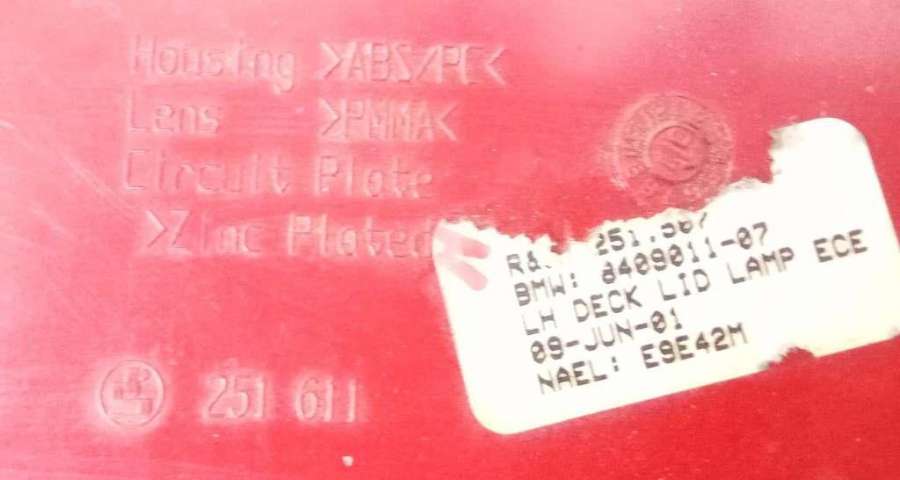 Housing >ABS/PC<
Lens >PMMA<
Circuit Plate
>Zinc Plated
251 611
251.567
BMW: 8409011-07
LH DECK LID LAMP ECE
09-JUN-01
NAEL: E9E42M